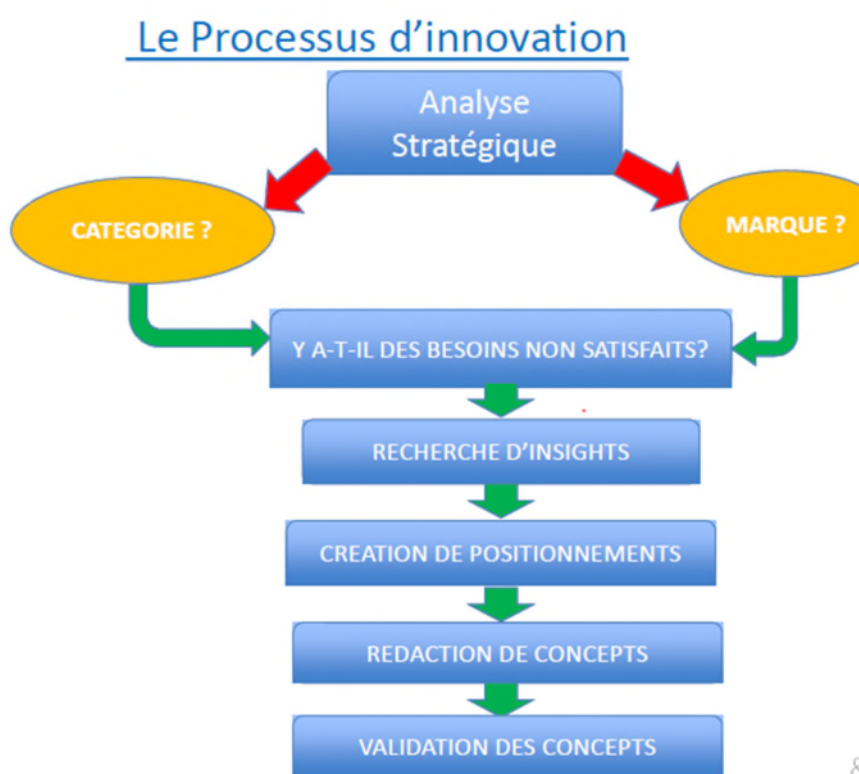 Le Processus d’innovation
Analyse
Stratégique
CATEGORIE ?
MARQUE ?
Y A-T-IL DES BESOINS NON SATISFAITS?
RECHERCHE D’INSIGHTS
CREATION DE POSITIONNEMENTS
REDACTION DE CONCEPTS
VALIDATION DES CONCEPTS